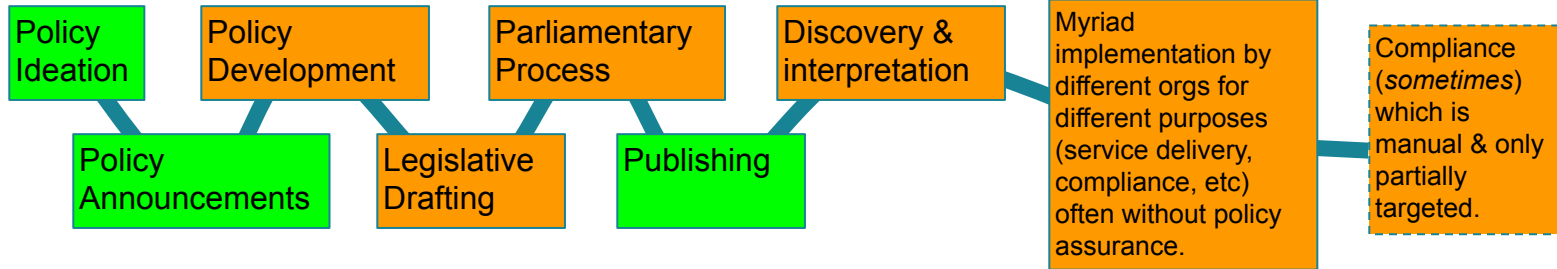 Policy
Ideation
Policy
Announcements
Policy
Development
Legislative
Drafting
Parliamentary
Process
Publishing
Discovery &
interpretation
Myriad
implementation by
different orgs for
different purposes
(service delivery,
compliance, etc)
often without policy
assurance.
Compliance
(sometimes)
which is
manual & only
partially
targeted.